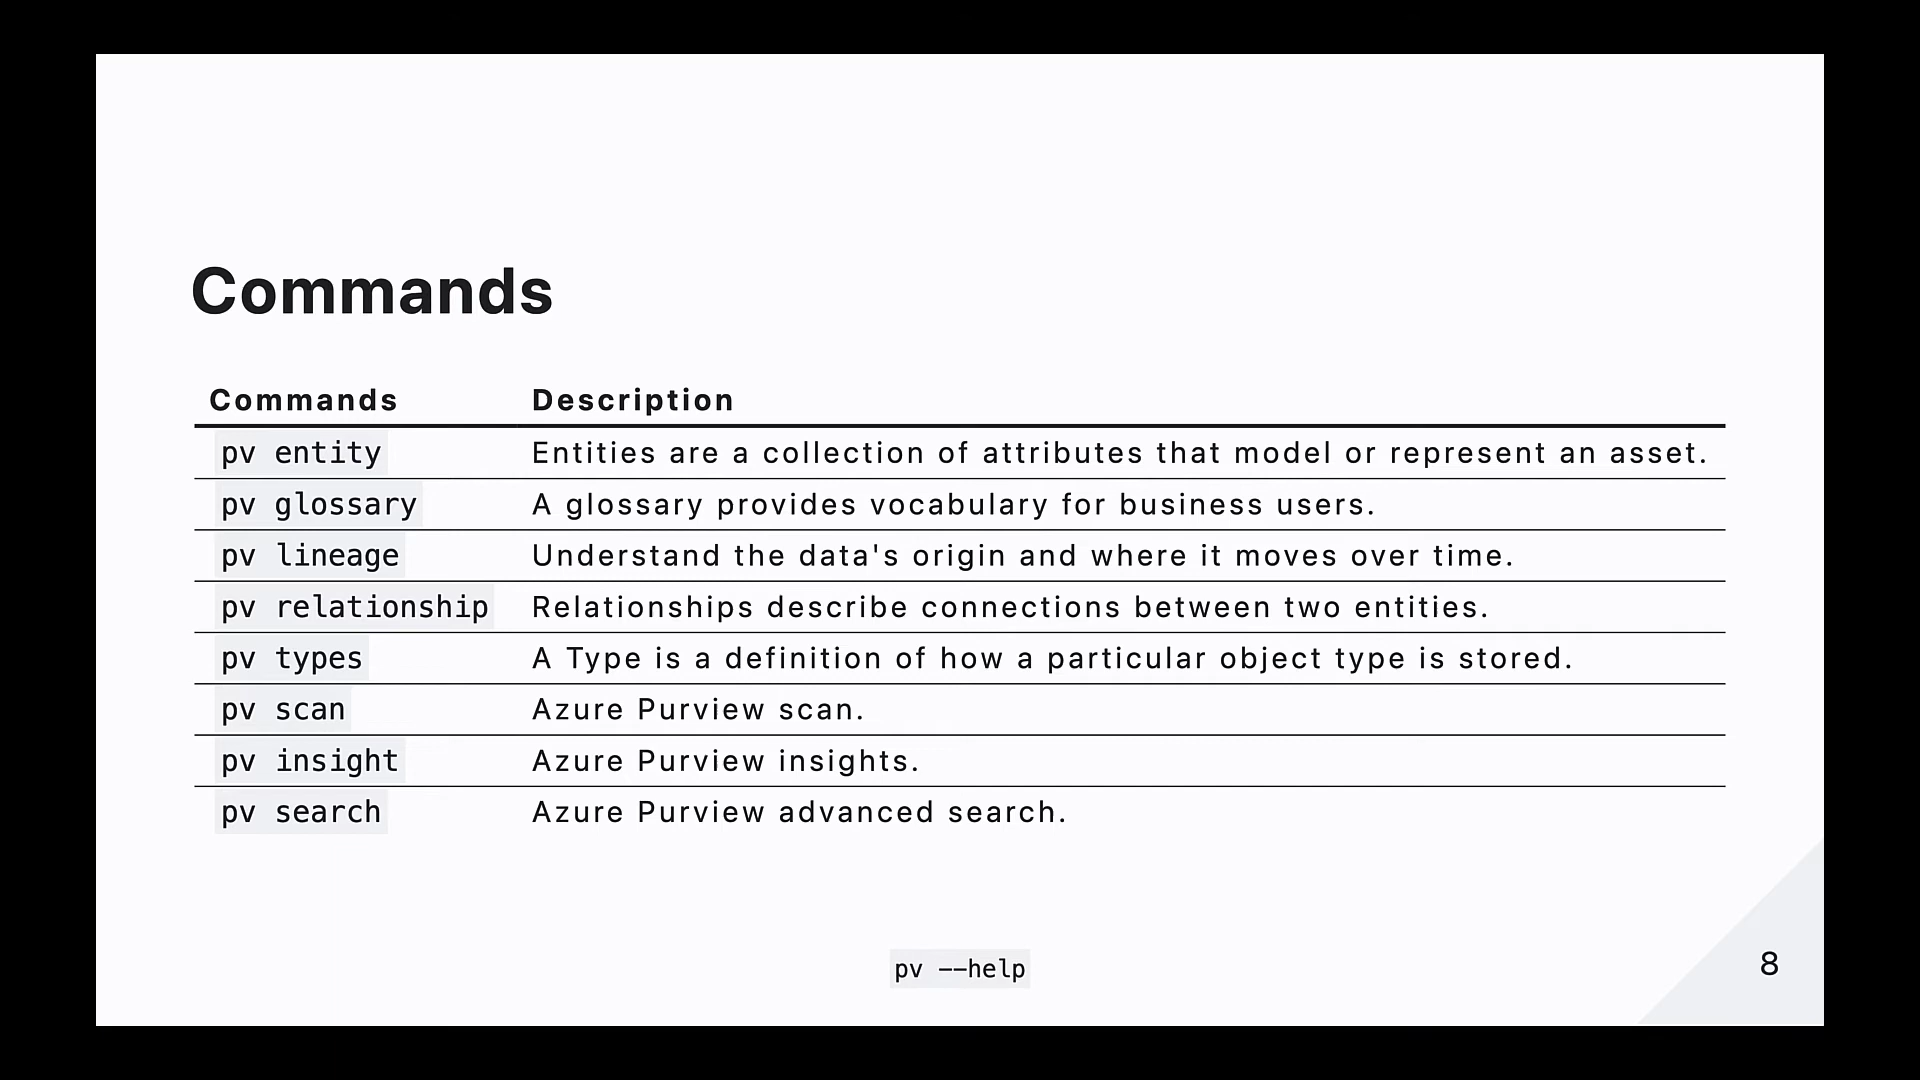 Commands
Commands Description
pv entity Entities are a collection of attributes that model or represent an asset.
pv glossary A glossary provides vocabulary for business users.
pv lineage Understand the data's origin and where it moves over time.
pv relationship Relationships describe connections between two entities.
pv types A Type is a definition of how a particular object type is stored.
pv scan Azure Purview scan.
pv insight Azure Purview insights.
pv search Azure Purview advanced search.
pv --help
8